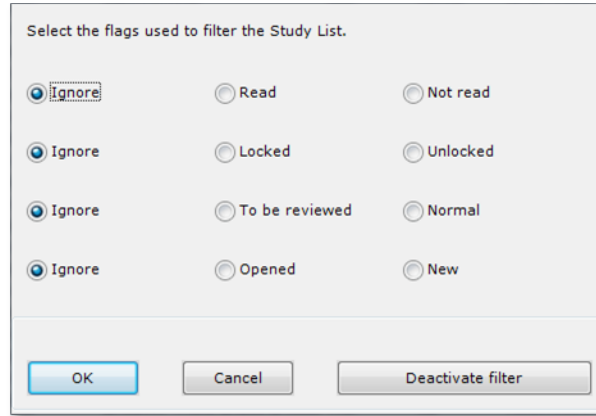 Select the flags used to filter the Study List.
Ignore Read Not read
Ignore Locked Unlocked
Ignore To be reviewed Normal
Ignore Opened New
OK Cancel Deactivate filter